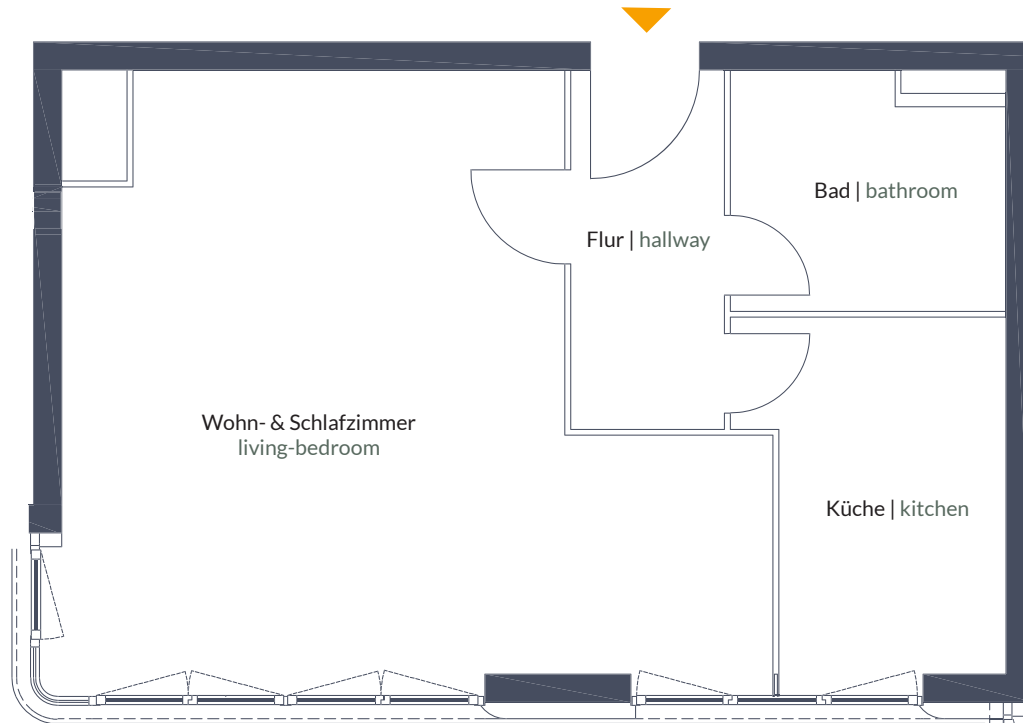 Bad | bathroom
Flur | hallway
Wohn- & Schlafzimmer
living-bedroom
Küche | kitchen